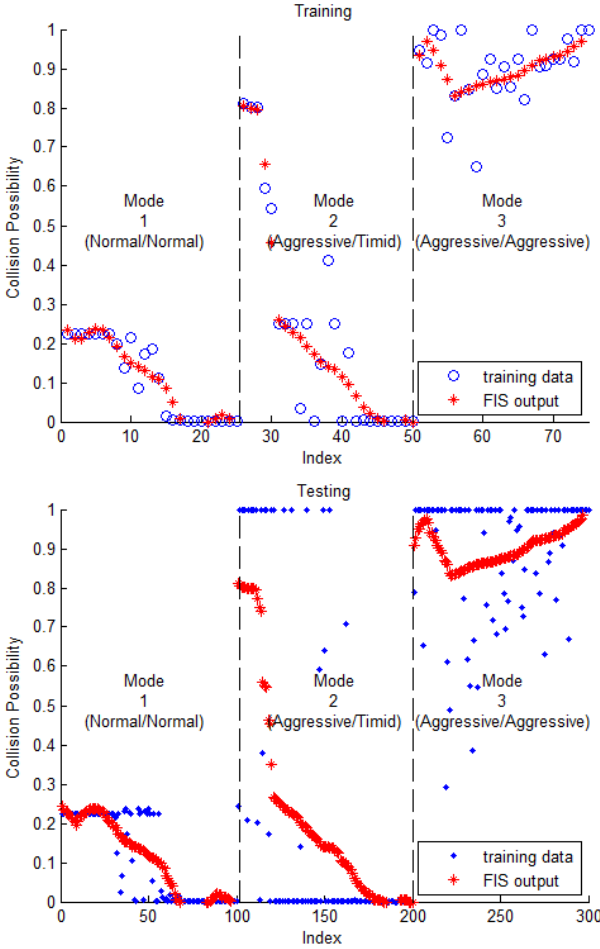 Training
1
0.9
0.8
0.7
0.6
0.5
0.4
0.3
0.2
0.1
0
Collision Possibility
Mode
1
(Normal/Normal)
Mode
2
(Aggressive/Timid)
Mode
3
(Aggressive/Aggressive)
training data
FIS output
0 10 20 30 40 50 60 70
Index
Testing
1
0.9
0.8
0.7
0.6
0.5
0.4
0.3
0.2
0.1
0
Collision Possibility
Mode
1
(Normal/Normal)
Mode
2
(Aggressive/Timid)
Mode
3
(Aggressive/Aggressive)
training data
FIS output
0 50 100 150 200 250 300
Index